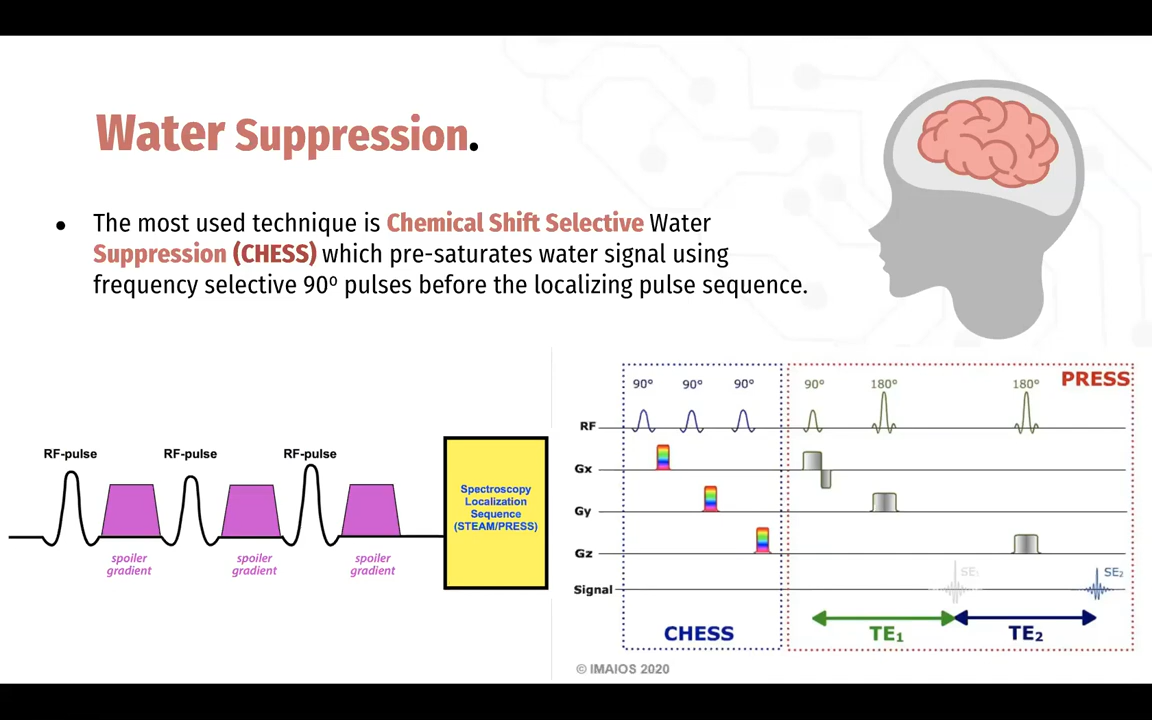 Water Suppression.
● The most used technique is Chemical Shift Selective Water
Suppression (CHESS) which pre-saturates water signal using
frequency selective 90º pulses before the localizing pulse sequence.
RF-pulse RF-pulse RF-pulse
spoiler
gradient
spoiler
gradient
spoiler
gradient
Spectroscopy
Localization
Sequence
(STEAM/PRESS)
90° 90° 90° 90° 180° 180° PRESS
RF
Gx
Gy
Gz
Signal
SE₁ SE₂
CHESS TE₁ TE₂
© IMAIOS 2020